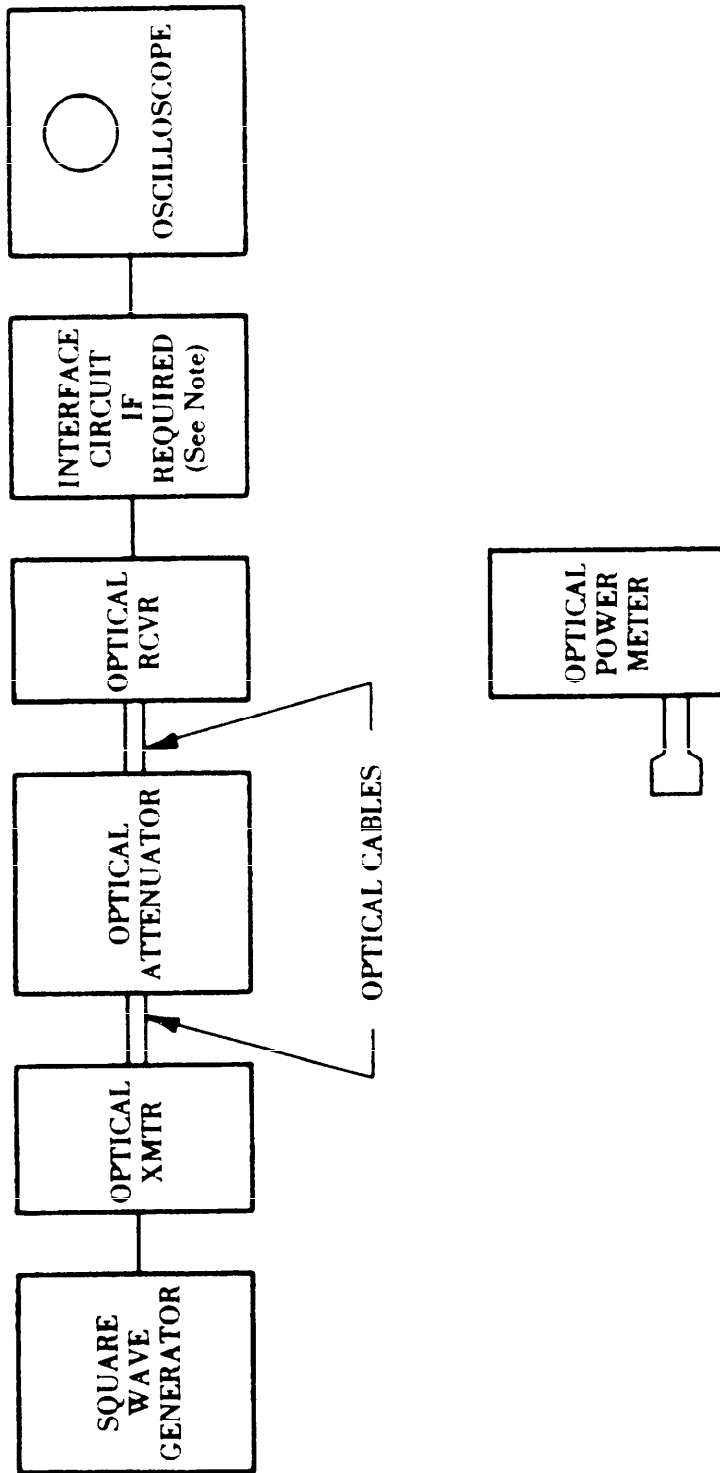 SQUARE
WAVE
GENERATOR
OPTICAL
XMTR
OPTICAL
ATTENUATOR
OPTICAL
RCVR
INTERFACE
CIRCUIT
IF
REQUIRED
(See Note)
OSCILLOSCOPE
OPTICAL CABLES
OPTICAL
POWER
METER